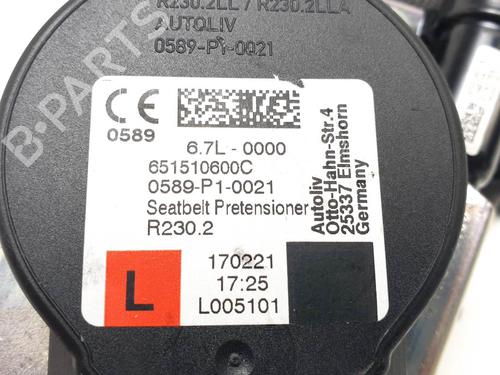 R230.2LL / R230.2LLA
AUTOLIV
0589-P1-0021
CE
0589
6.7L - 0000
651510600C
0589-P1-0021
Seatbelt Pretensioner
R230.2
Autoliv
Otto-Hahn-Str.4
25337 Elmshorn
Germany
L
170221
17:25
L005101
B-PARTS